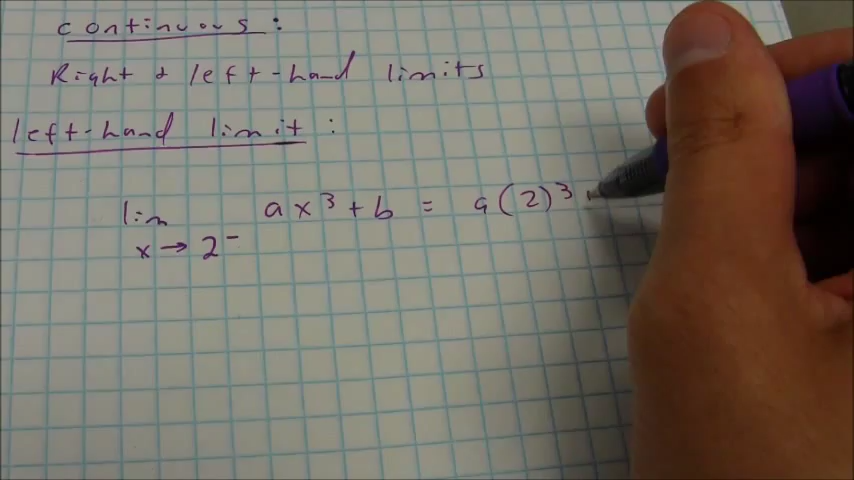 continuous:
Right & left-hand limits
left-hand limit:
lim ax³ + b = a(2)³
x → 2⁻